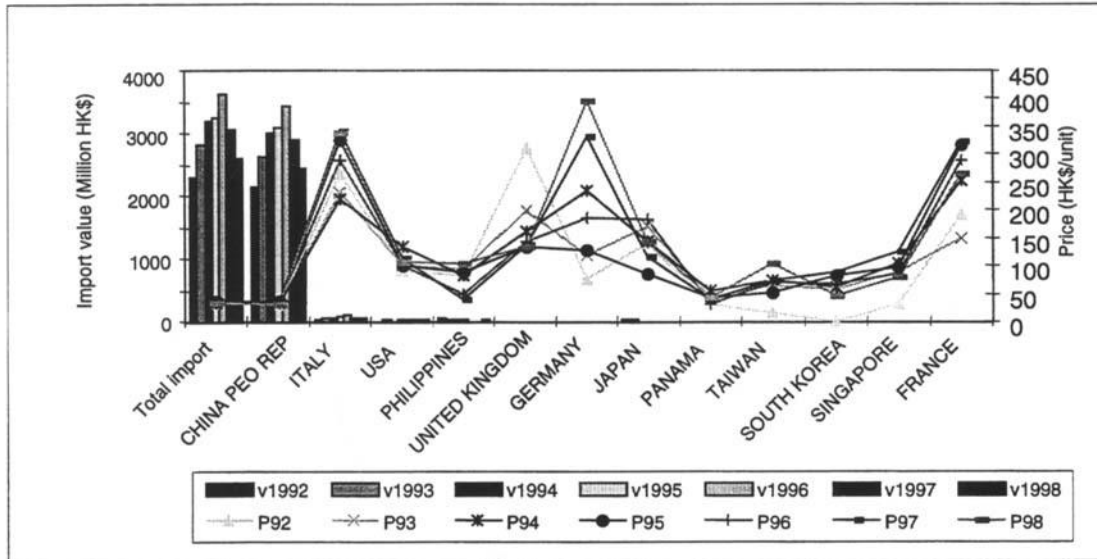 4000
3000
2000
1000
0
Import value (Million HK$)
450
400
350
300
250
200
150
100
50
0
Price (HK$/unit)
Total Import
CHINA PEO REP
ITALY
USA
PHILIPPINES
UNITED KINGDOM
GERMANY
JAPAN
PANAMA
TAIWAN
SOUTH KOREA
SINGAPORE
FRANCE
v1992 v1993 v1994 v1995 v1996 v1997 v1998
P92 P93 P94 P95 P96 P97 P98